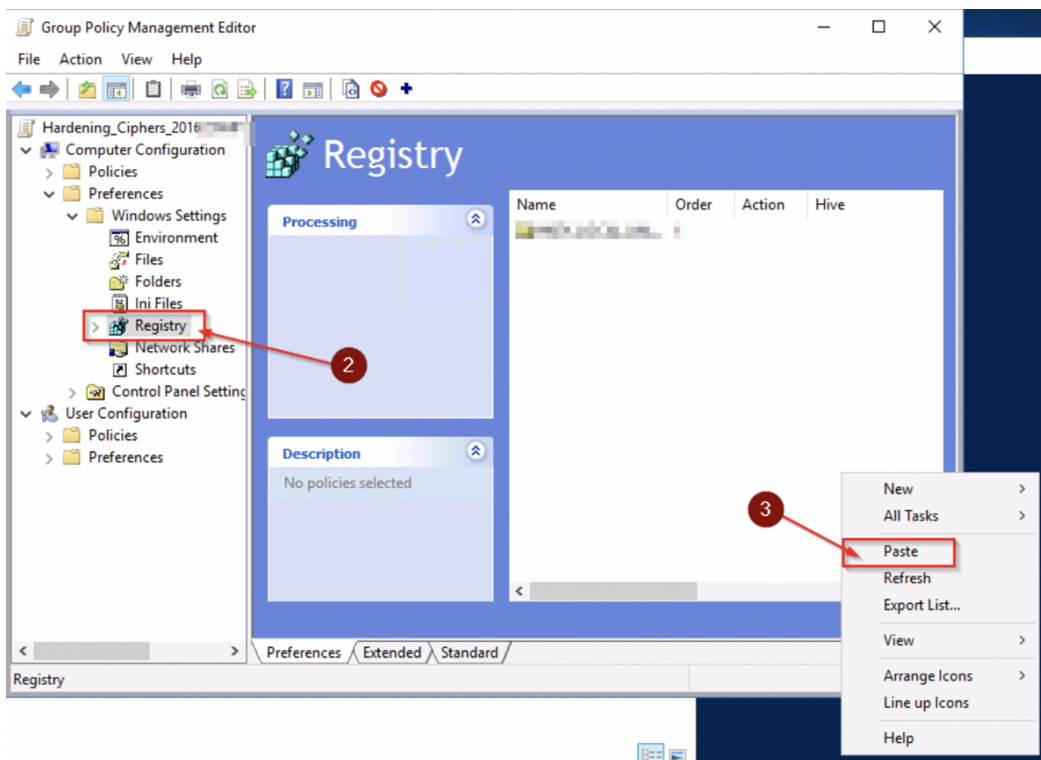 Group Policy Management Editor
File Action View Help
Hardening_Ciphers_2016
Computer Configuration
Policies
Preferences
Windows Settings
Environment
Files
Folders
Ini Files
Registry
Network Shares
Shortcuts
Control Panel Setting
User Configuration
Policies
Preferences
Registry
Processing
Description
No policies selected
Name Order Action Hive
2
3
New
All Tasks
Paste
Refresh
Export List...
View
Arrange Icons
Line up Icons
Help
Preferences Extended Standard
Registry